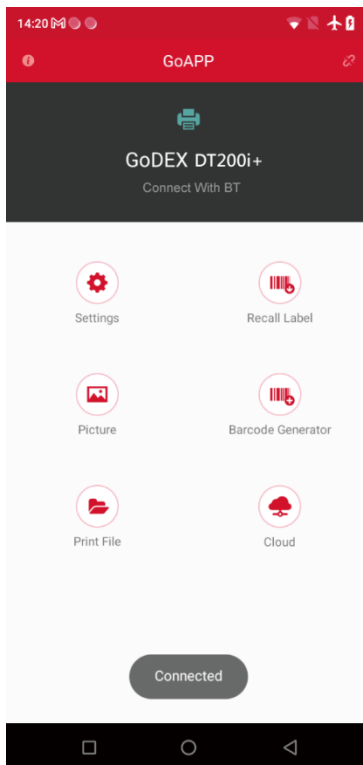 14:20
GoAPP
GoDEX DT200i+
Connect With BT
Settings
Recall Label
Picture
Barcode Generator
Print File
Cloud
Connected